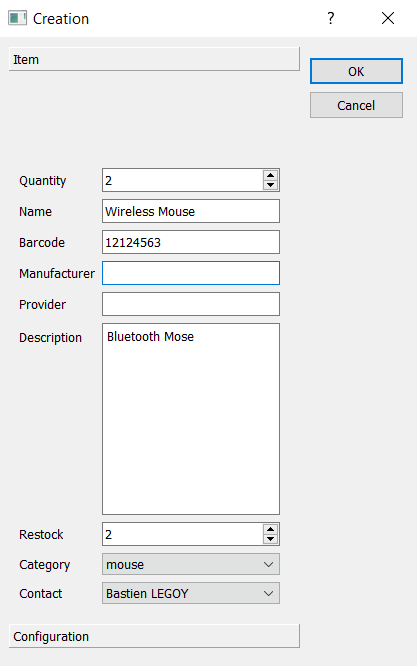 Creation
?
Item
OK
Cancel
Quantity 2
Name Wireless Mouse
Barcode 12124563
Manufacturer
Provider
Description Bluetooth Mose
Restock 2
Category mouse
Contact Bastien LEGOY
Configuration